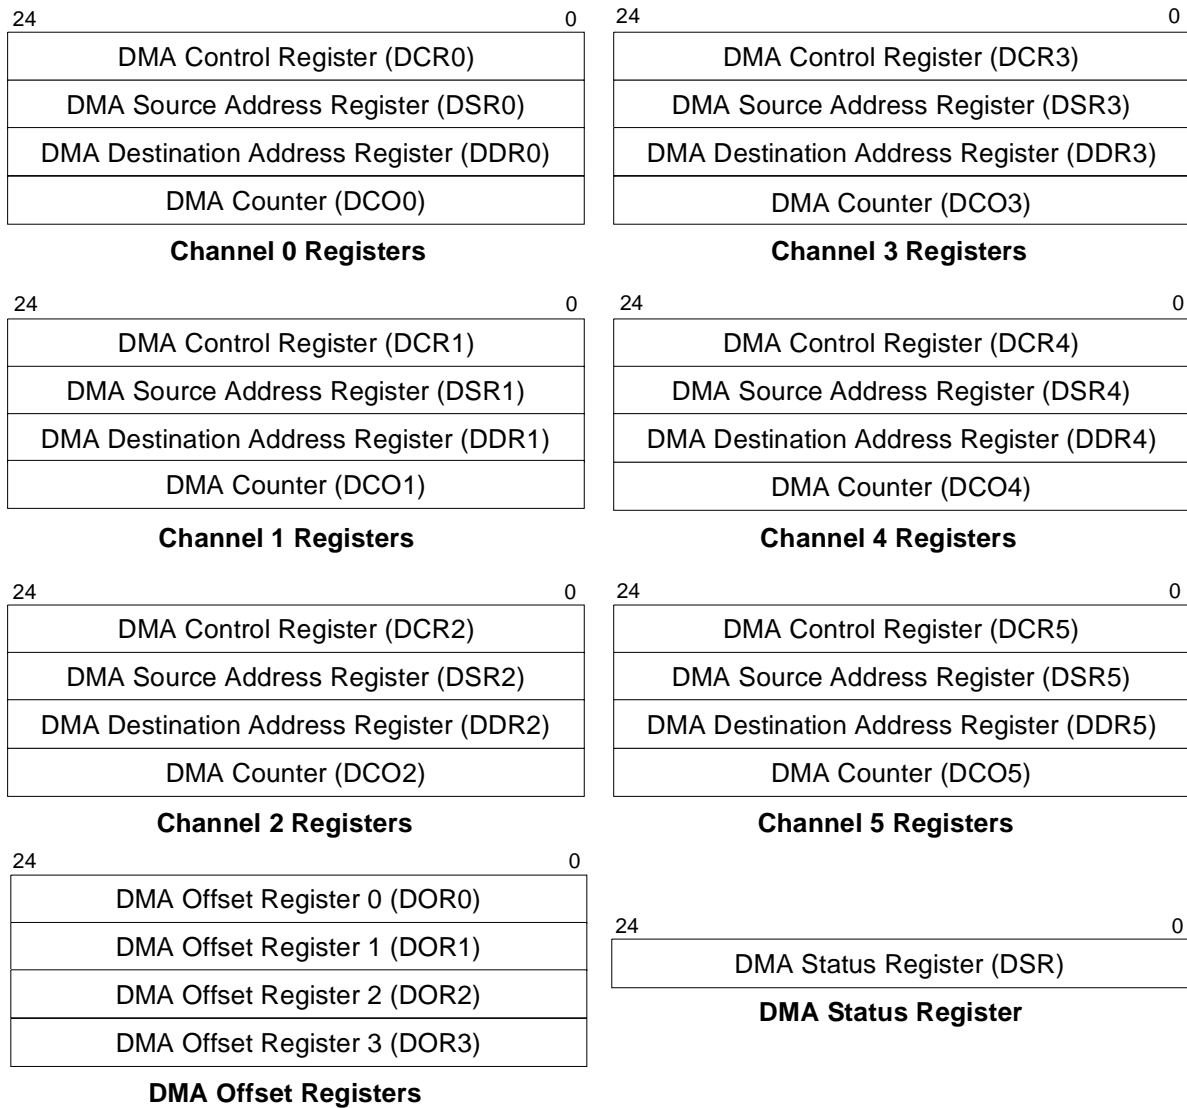 24 0
DMA Control Register (DCR0)
DMA Source Address Register (DSR0)
DMA Destination Address Register (DDR0)
DMA Counter (DCO0)
Channel 0 Registers
24 0
DMA Control Register (DCR3)
DMA Source Address Register (DSR3)
DMA Destination Address Register (DDR3)
DMA Counter (DCO3)
Channel 3 Registers
24 0
DMA Control Register (DCR1)
DMA Source Address Register (DSR1)
DMA Destination Address Register (DDR1)
DMA Counter (DCO1)
Channel 1 Registers
24 0
DMA Control Register (DCR4)
DMA Source Address Register (DSR4)
DMA Destination Address Register (DDR4)
DMA Counter (DCO4)
Channel 4 Registers
24 0
DMA Control Register (DCR2)
DMA Source Address Register (DSR2)
DMA Destination Address Register (DDR2)
DMA Counter (DCO2)
Channel 2 Registers
24 0
DMA Control Register (DCR5)
DMA Source Address Register (DSR5)
DMA Destination Address Register (DDR5)
DMA Counter (DCO5)
Channel 5 Registers
24 0
DMA Offset Register 0 (DOR0)
DMA Offset Register 1 (DOR1)
DMA Offset Register 2 (DOR2)
DMA Offset Register 3 (DOR3)
DMA Offset Registers
24 0
DMA Status Register (DSR)
DMA Status Register